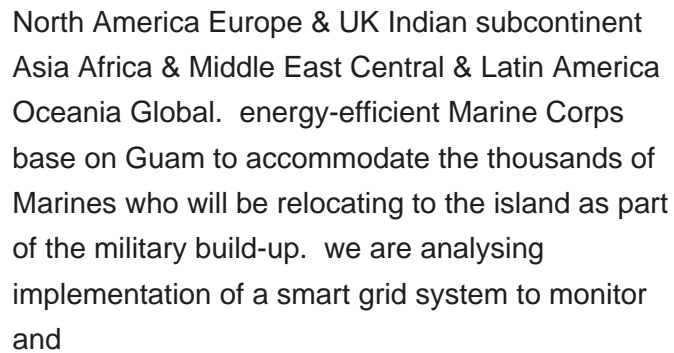 North America Europe & UK Indian subcontinent
Asia Africa & Middle East Central & Latin America
Oceania Global.  energy-efficient Marine Corps
base on Guam to accommodate the thousands of
Marines who will be relocating to the island as part
of the military build-up.  we are analysing
implementation of a smart grid system to monitor
and